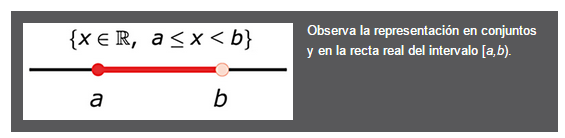 {x ∈ ℝ, a ≤ x < b}
a b
Observa la representación en conjuntos
y en la recta real del intervalo [a,b).